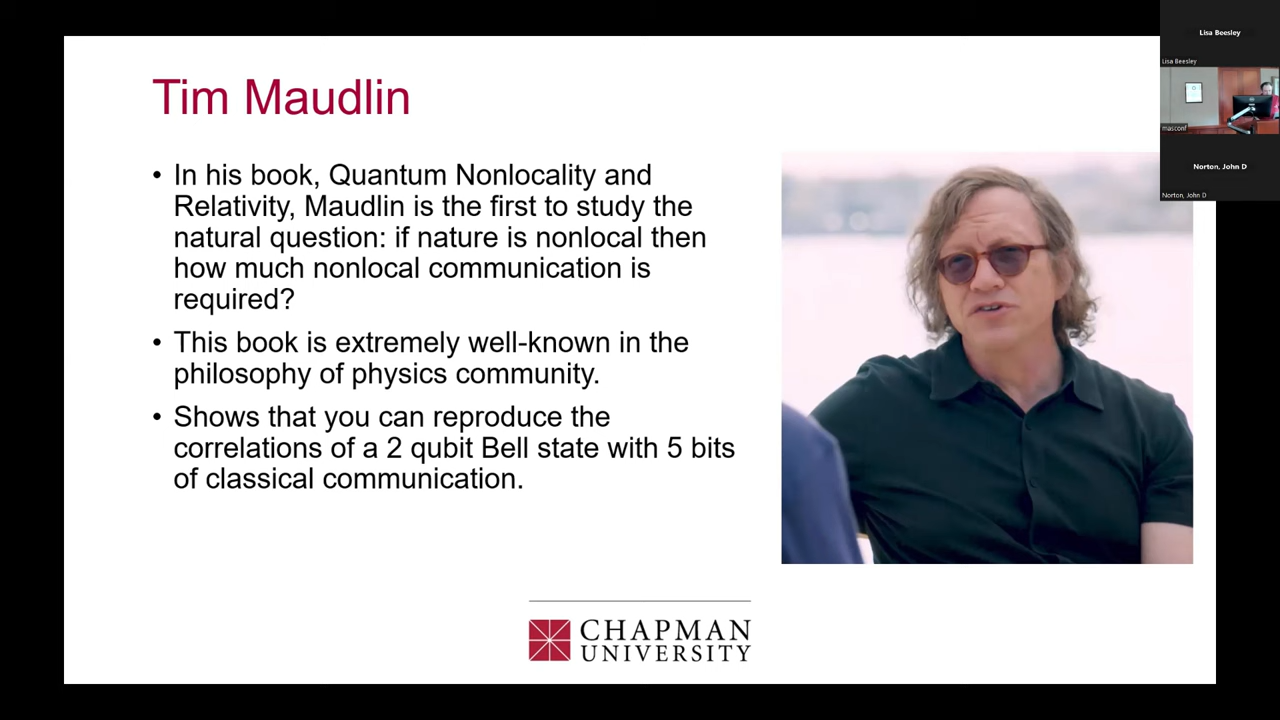 Tim Maudlin
• In his book, Quantum Nonlocality and
Relativity, Maudlin is the first to study the
natural question: if nature is nonlocal then
how much nonlocal communication is
required?
• This book is extremely well-known in the
philosophy of physics community.
• Shows that you can reproduce the
correlations of a 2 qubit Bell state with 5 bits
of classical communication.
CHAPMAN
UNIVERSITY
Lisa Beesley
Lisa Beesley
masconf
Norton, John D
Norton, John D